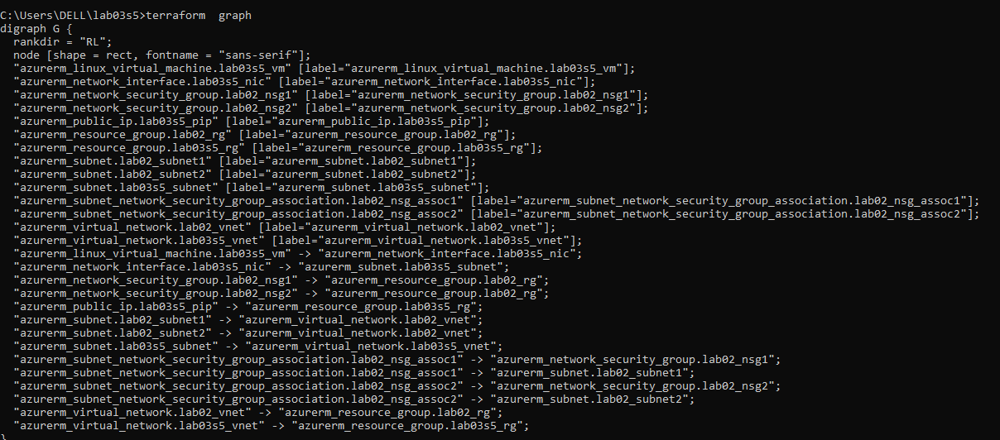 C:\Users\DELL\lab03s5>terraform  graph
digraph G {
  rankdir = "RL";
  node [shape = rect, fontname = "sans-serif"];
  "azurerm_linux_virtual_machine.lab03s5_vm" [label="azurerm_linux_virtual_machine.lab03s5_vm"];
  "azurerm_network_interface.lab03s5_nic" [label="azurerm_network_interface.lab03s5_nic"];
  "azurerm_network_security_group.lab02_nsg1" [label="azurerm_network_security_group.lab02_nsg1"];
  "azurerm_network_security_group.lab02_nsg2" [label="azurerm_network_security_group.lab02_nsg2"];
  "azurerm_public_ip.lab03s5_pip" [label="azurerm_public_ip.lab03s5_pip"];
  "azurerm_resource_group.lab02_rg" [label="azurerm_resource_group.lab02_rg"];
  "azurerm_resource_group.lab03s5_rg" [label="azurerm_resource_group.lab03s5_rg"];
  "azurerm_subnet.lab02_subnet1" [label="azurerm_subnet.lab02_subnet1"];
  "azurerm_subnet.lab02_subnet2" [label="azurerm_subnet.lab02_subnet2"];
  "azurerm_subnet.lab03s5_subnet" [label="azurerm_subnet.lab03s5_subnet"];
  "azurerm_subnet_network_security_group_association.lab02_nsg_assoc1" [label="azurerm_subnet_network_security_group_association.lab02_nsg_assoc1"];
  "azurerm_subnet_network_security_group_association.lab02_nsg_assoc2" [label="azurerm_subnet_network_security_group_association.lab02_nsg_assoc2"];
  "azurerm_virtual_network.lab02_vnet" [label="azurerm_virtual_network.lab02_vnet"];
  "azurerm_virtual_network.lab03s5_vnet" [label="azurerm_virtual_network.lab03s5_vnet"];
  "azurerm_linux_virtual_machine.lab03s5_vm" -> "azurerm_network_interface.lab03s5_nic";
  "azurerm_network_interface.lab03s5_nic" -> "azurerm_subnet.lab03s5_subnet";
  "azurerm_network_security_group.lab02_nsg1" -> "azurerm_resource_group.lab02_rg";
  "azurerm_network_security_group.lab02_nsg2" -> "azurerm_resource_group.lab02_rg";
  "azurerm_public_ip.lab03s5_pip" -> "azurerm_resource_group.lab03s5_rg";
  "azurerm_subnet.lab02_subnet1" -> "azurerm_virtual_network.lab02_vnet";
  "azurerm_subnet.lab02_subnet2" -> "azurerm_virtual_network.lab02_vnet";
  "azurerm_subnet.lab03s5_subnet" -> "azurerm_virtual_network.lab03s5_vnet";
  "azurerm_subnet_network_security_group_association.lab02_nsg_assoc1" -> "azurerm_network_security_group.lab02_nsg1";
  "azurerm_subnet_network_security_group_association.lab02_nsg_assoc1" -> "azurerm_subnet.lab02_subnet1";
  "azurerm_subnet_network_security_group_association.lab02_nsg_assoc2" -> "azurerm_network_security_group.lab02_nsg2";
  "azurerm_subnet_network_security_group_association.lab02_nsg_assoc2" -> "azurerm_subnet.lab02_subnet2";
  "azurerm_virtual_network.lab02_vnet" -> "azurerm_resource_group.lab02_rg";
  "azurerm_virtual_network.lab03s5_vnet" -> "azurerm_resource_group.lab03s5_rg";
}